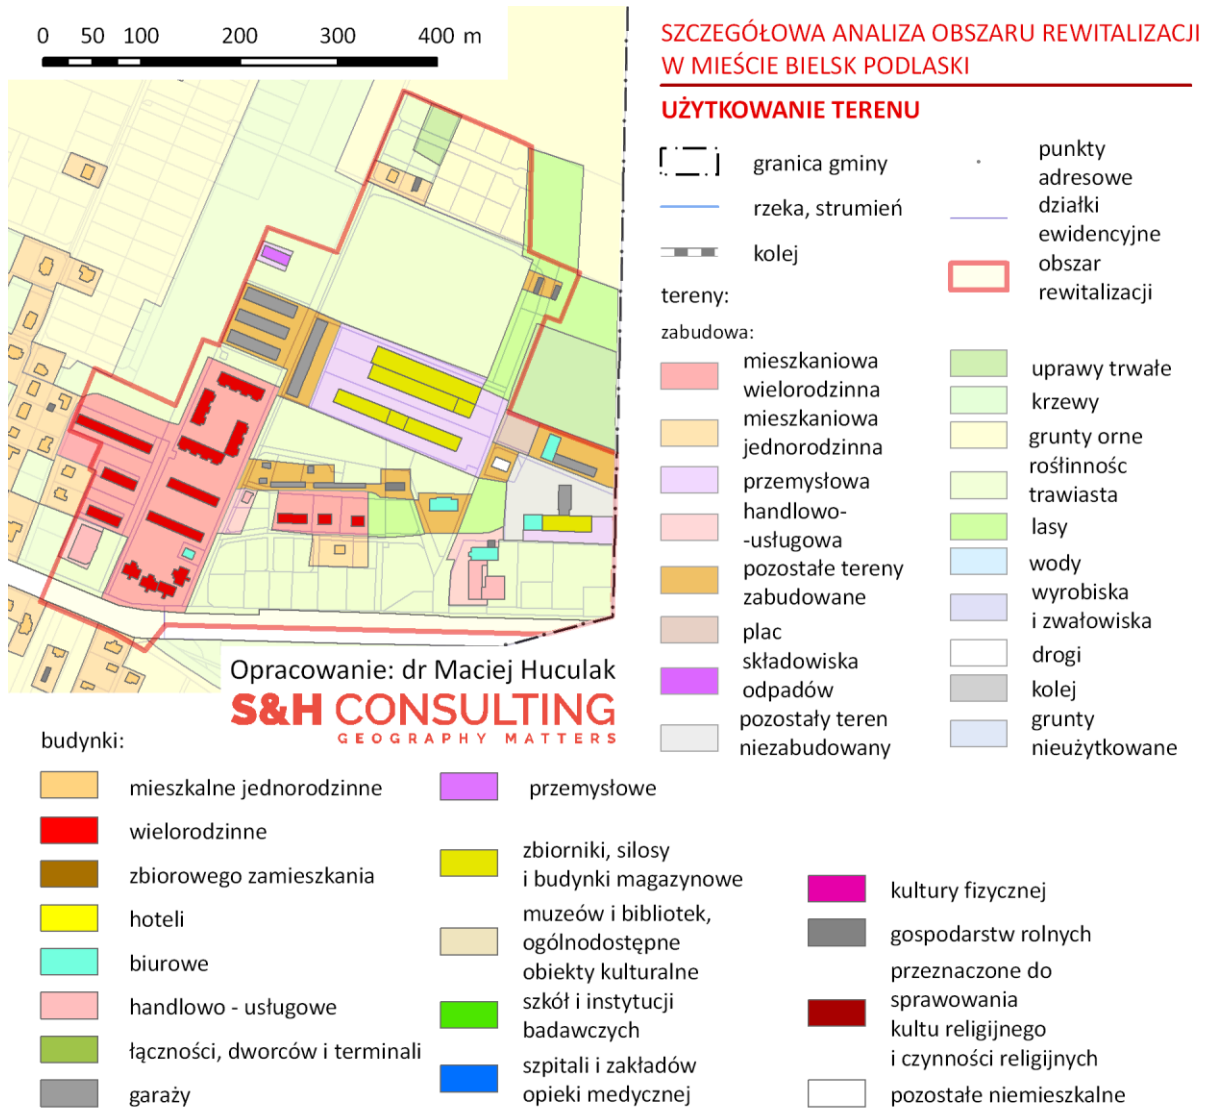 0 50 100 200 300 400 m
SZCZEGÓŁOWA ANALIZA OBSZARU REWITALIZACJI
W MIEŚCIE BIELSK PODLASKI
UŻYTKOWANIE TERENU
granica gminy
rzeka, strumień
kolej
punkty
adresowe
działki
ewidencyjne
obszar
rewitalizacji
tereny:
zabudowa:
mieszkaniowa
wielorodzinna
mieszkaniowa
jednorodzinna
przemysłowa
handlowo-
-usługowa
pozostałe tereny
zabudowane
plac
składowiska
odpadów
pozostały teren
niezabudowany
uprawy trwałe
krzewy
grunty orne
rośłinnośc
trawiasta
lasy
wody
wyrobiska
i zwałowiska
drogi
kolej
grunty
nieużytkowane
Opracowanie: dr Maciej Huculak
S&H CONSULTING
GEOGRAPHY MATTERS
budynki:
mieszkalne jednorodzinne
wielorodzinne
zbiorowego zamieszkania
hoteli
biurowe
handlowo - usługowe
łączności, dworców i terminali
garaży
przemysłowe
zbiorniki, silosy
i budynki magazynowe
muzeów i bibliotek,
ogólnodostępne
obiekty kulturalne
szkół i instytucji
badawczych
szpitali i zakładów
opieki medycznej
kultury fizycznej
gospodarstw rolnych
przeznaczone do
sprawowania
kultu religijnego
i czynności religijnych
pozostałe niemieszkalne